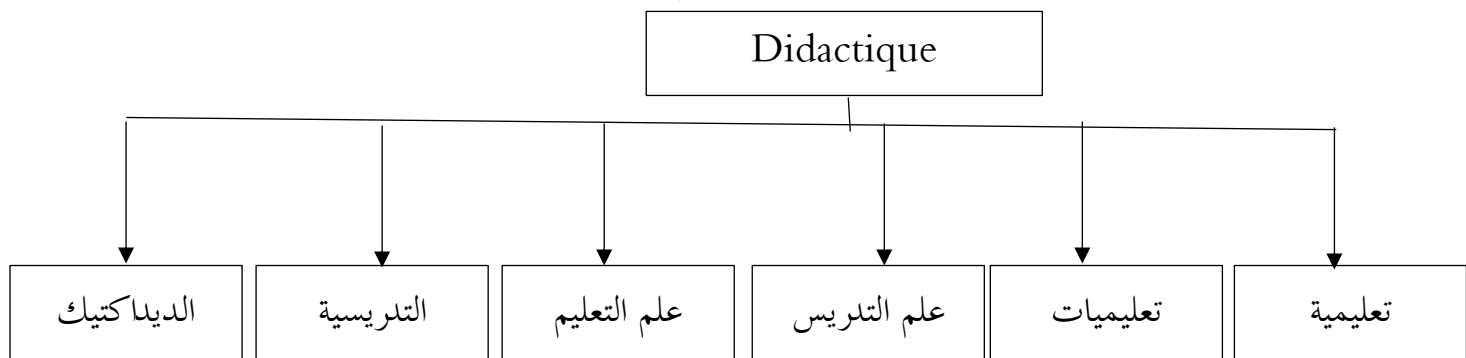 Didactique
تعليمية
تعليميات
علم التدريس
علم التعليم
التدريسية
الديداكتيك